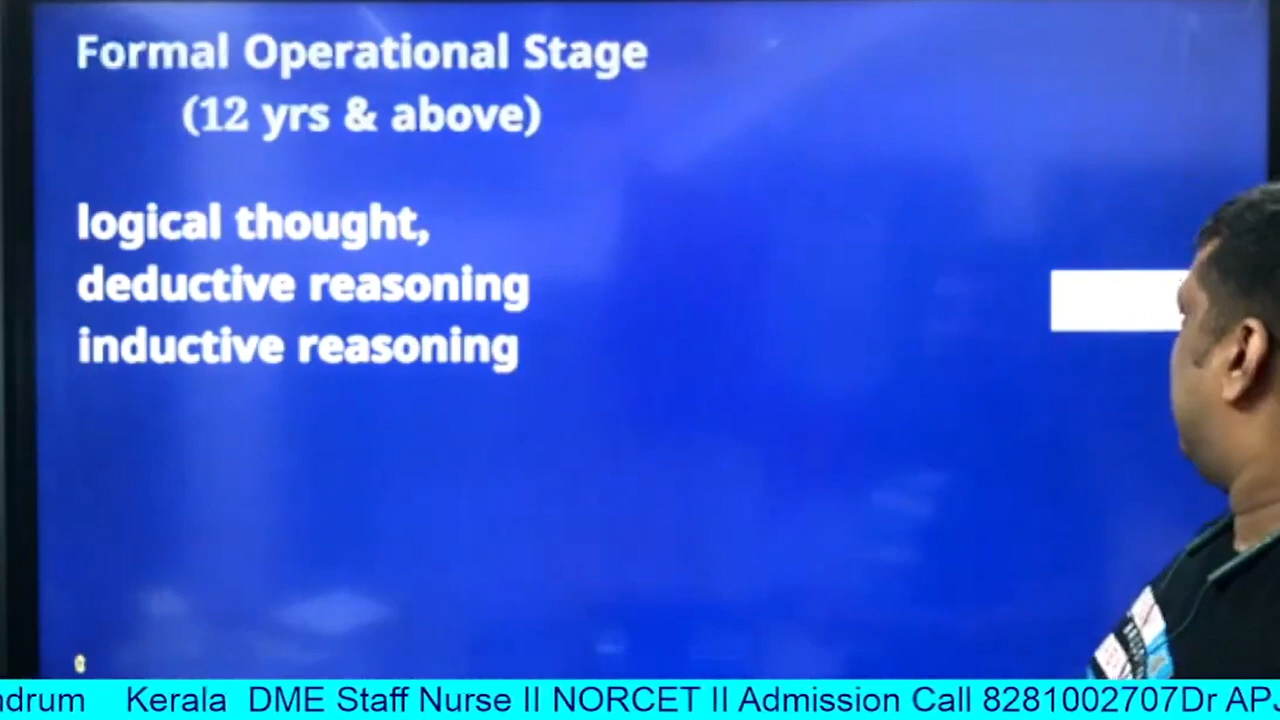 Formal Operational Stage
(12 yrs & above)
logical thought,
deductive reasoning
inductive reasoning
Kerala DME Staff Nurse II NORCET II Admission Call 8281002707Dr